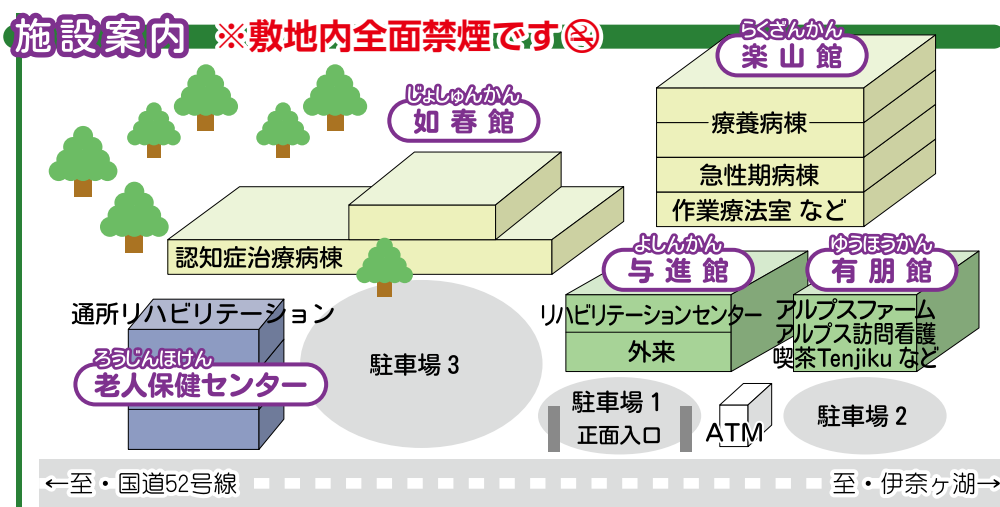 施設案内 ※敷地内全面禁煙です
らくざんかん
楽山館
療養病棟
急性期病棟
作業療法室 など
じょしゅんかん
如春館
認知症治療病棟
よしんかん
与進館
リハビリテーションセンター
外来
ゆうほうかん
有朋館
アルプスファーム
アルプス訪問看護
喫茶Tenjiku など
通所リハビリテーション
ろうじんほけん
老人保健センター
駐車場 3
駐車場 1
正面入口
ATM
駐車場 2
←至・国道52号線
至・伊奈ヶ湖→